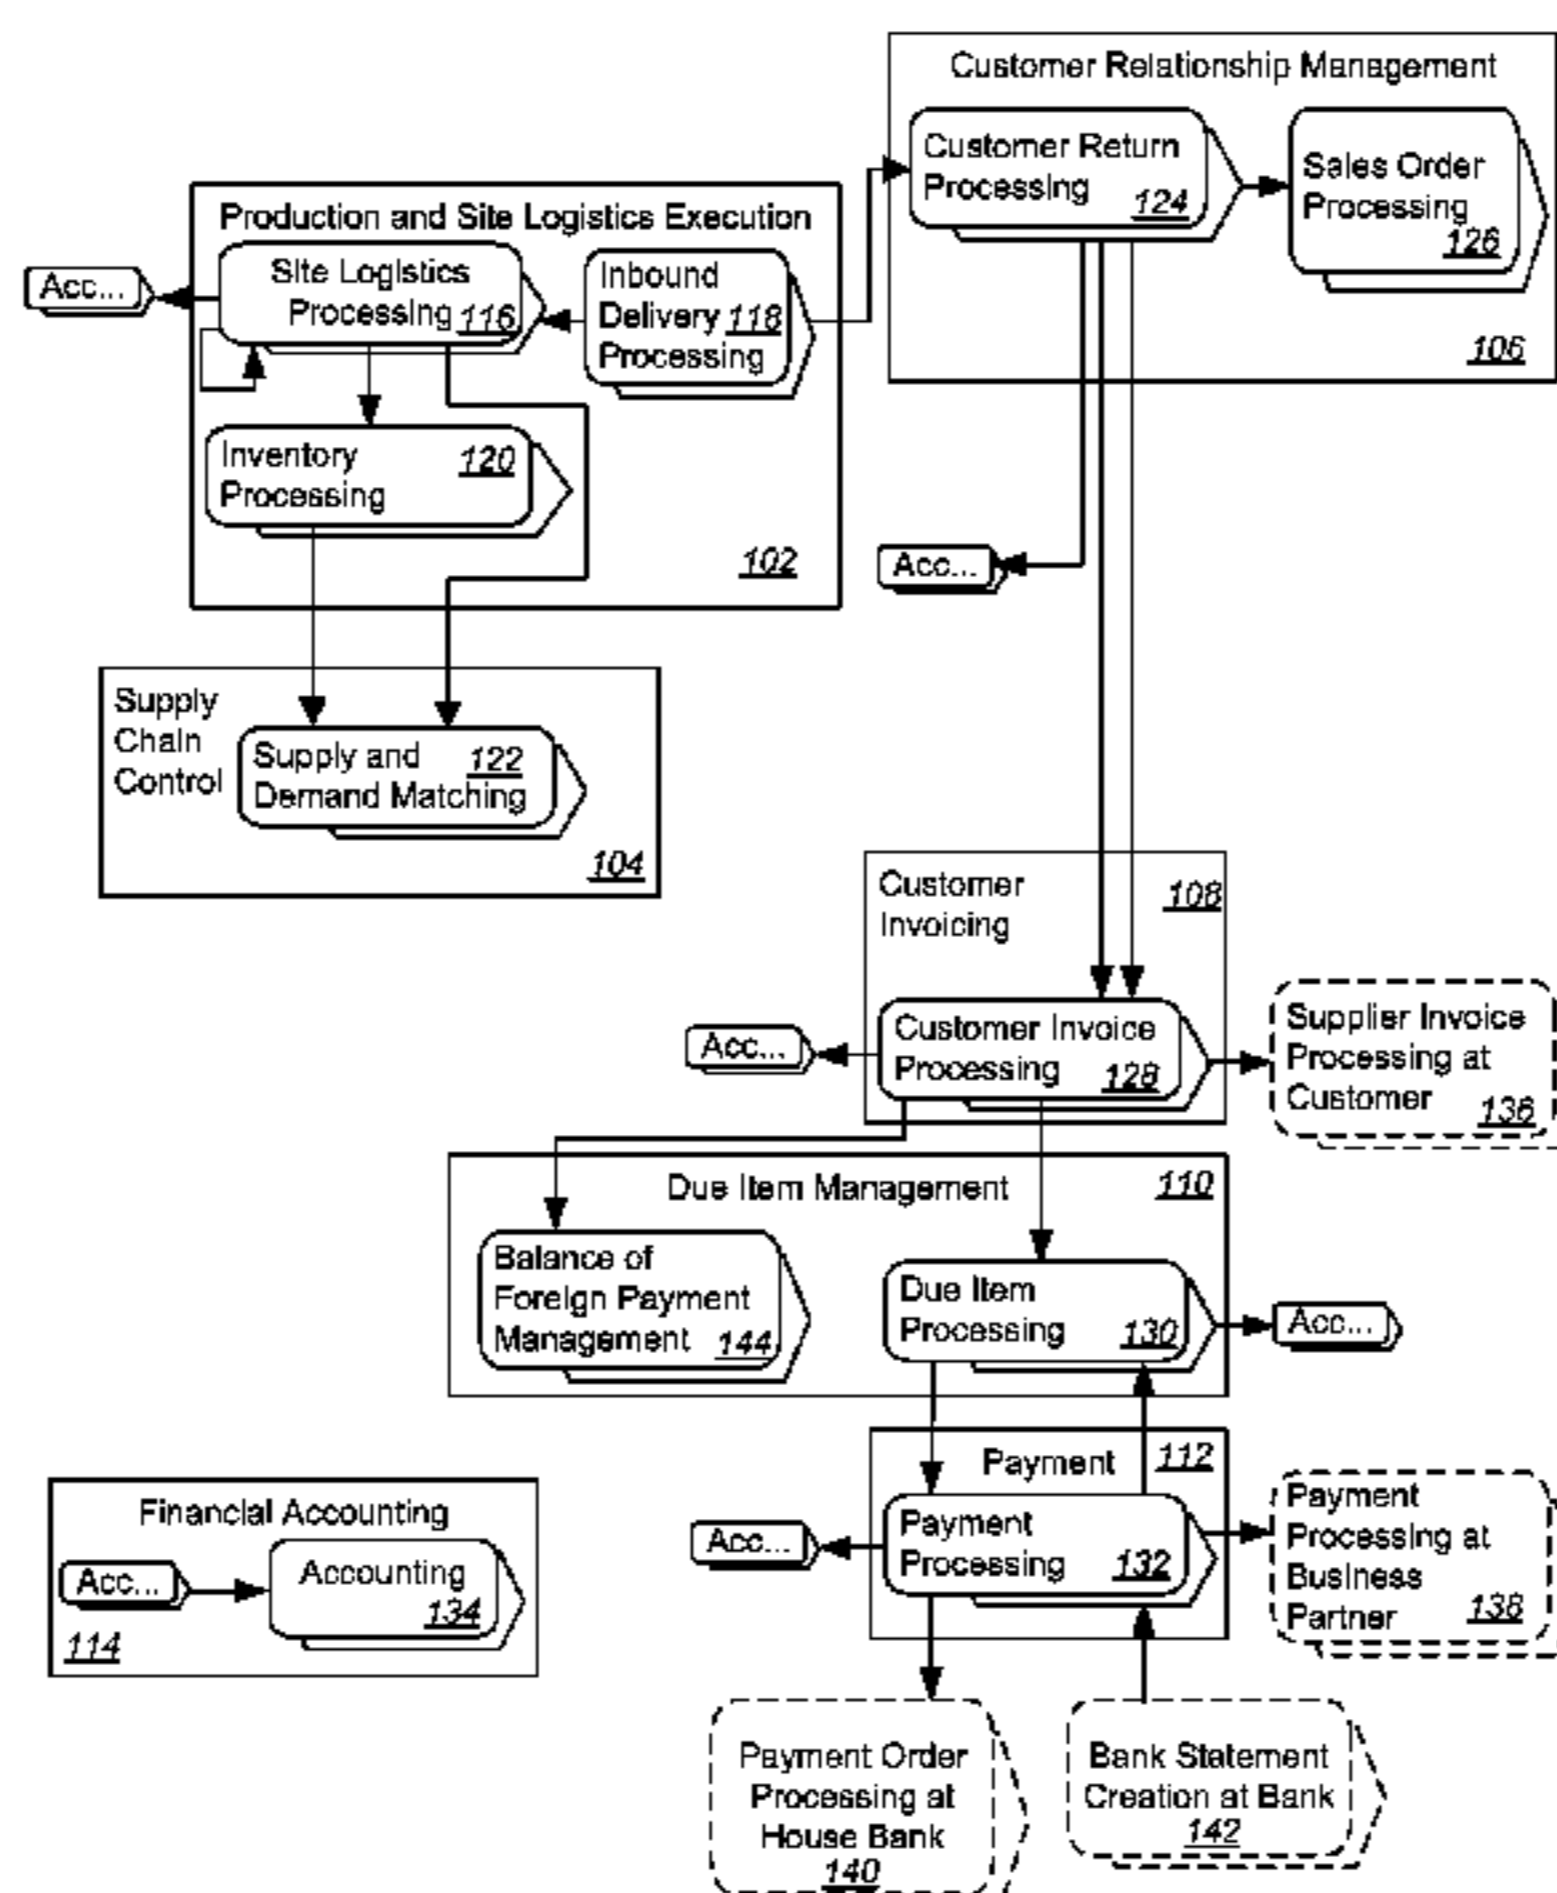 Customer Relationship Management
Customer Return
Processing 124
Sales Order
Processing
126
106
Production and Site Logistics Execution
Acc...
Site Logistics
Processing 116
Inbound
Delivery 118
Processing
Inventory 120
Processing
102
Acc...
Supply
Chain
Control
Supply and 122
Demand Matching
104
Customer 108
Invoicing
Acc...
Customer Invoice
Processing 128
Supplier Invoice
Processing at
Customer 136
Due Item Management 110
Balance of
Foreign Payment
Management 144
Due Item
Processing 130
Acc...
Payment 112
Acc...
Payment
Processing 132
Payment
Processing at
Business
Partner 138
Financial Accounting
Acc...
Accounting
134
114
Payment Order
Processing at
House Bank
140
Bank Statement
Creation at Bank
142